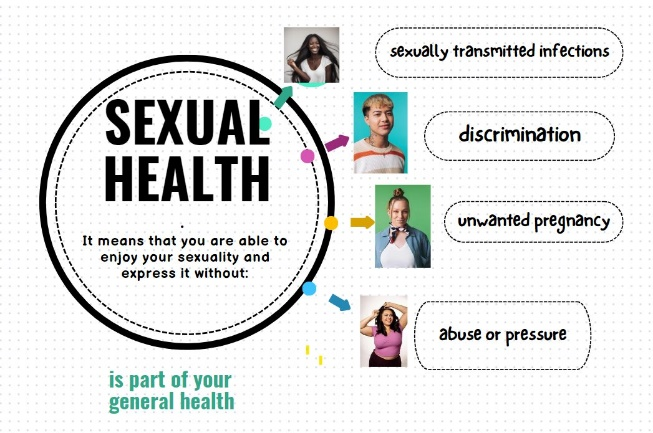 SEXUAL
HEALTH
It means that you are able to
enjoy your sexuality and
express it without:
sexually transmitted infections
discrimination
unwanted pregnancy
abuse or pressure
is part of your
general health